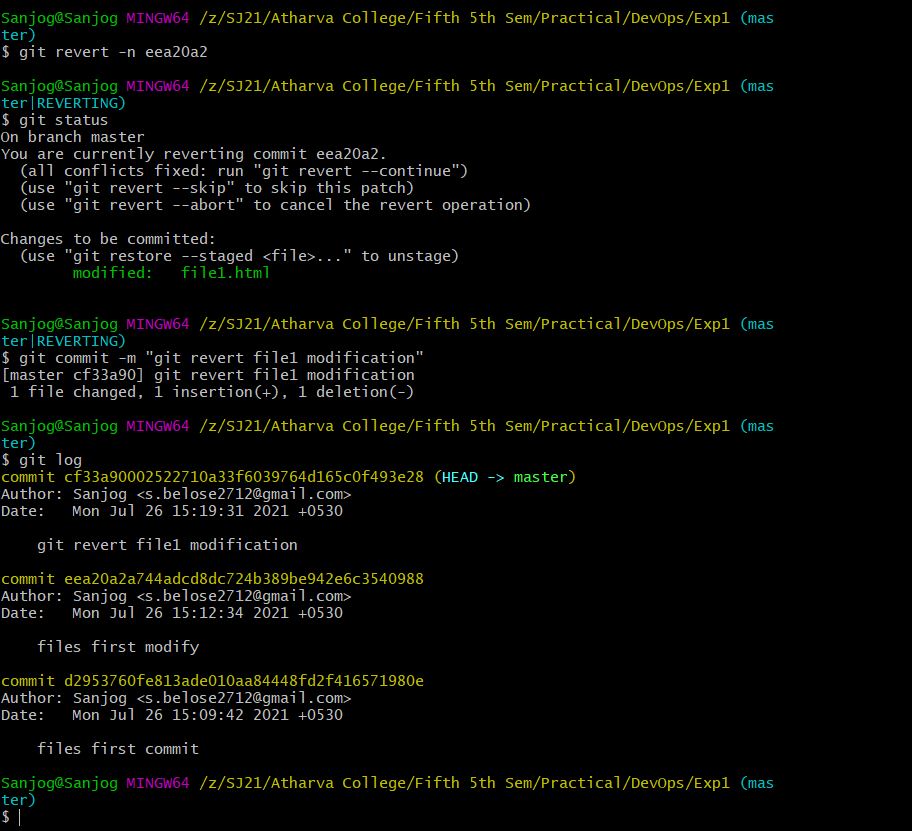 Sanjog@Sanjog MINGW64 /z/SJ21/Atharva College/Fifth 5th Sem/Practical/DevOps/Exp1 (mas
ter)
$ git revert -n eea20a2
Sanjog@Sanjog MINGW64 /z/SJ21/Atharva College/Fifth 5th Sem/Practical/DevOps/Exp1 (mas
ter|REVERTING)
$ git status
On branch master
You are currently reverting commit eea20a2.
  (all conflicts fixed: run "git revert --continue")
  (use "git revert --skip" to skip this patch)
  (use "git revert --abort" to cancel the revert operation)
Changes to be committed:
  (use "git restore --staged <file>..." to unstage)
        modified:   file1.html
Sanjog@Sanjog MINGW64 /z/SJ21/Atharva College/Fifth 5th Sem/Practical/DevOps/Exp1 (mas
ter|REVERTING)
$ git commit -m "git revert file1 modification"
[master cf33a90] git revert file1 modification
 1 file changed, 1 insertion(+), 1 deletion(-)
Sanjog@Sanjog MINGW64 /z/SJ21/Atharva College/Fifth 5th Sem/Practical/DevOps/Exp1 (mas
ter)
$ git log
commit cf33a90002522710a33f6039764d165c0f493e28 (HEAD -> master)
Author: Sanjog <s.belose2712@gmail.com>
Date:   Mon Jul 26 15:19:31 2021 +0530
    git revert file1 modification
commit eea20a2a744adcd8dc724b389be942e6c3540988
Author: Sanjog <s.belose2712@gmail.com>
Date:   Mon Jul 26 15:12:34 2021 +0530
    files first modify
commit d2953760fe813ade010aa84448fd2f416571980e
Author: Sanjog <s.belose2712@gmail.com>
Date:   Mon Jul 26 15:09:42 2021 +0530
    files first commit
Sanjog@Sanjog MINGW64 /z/SJ21/Atharva College/Fifth 5th Sem/Practical/DevOps/Exp1 (mas
ter)
$